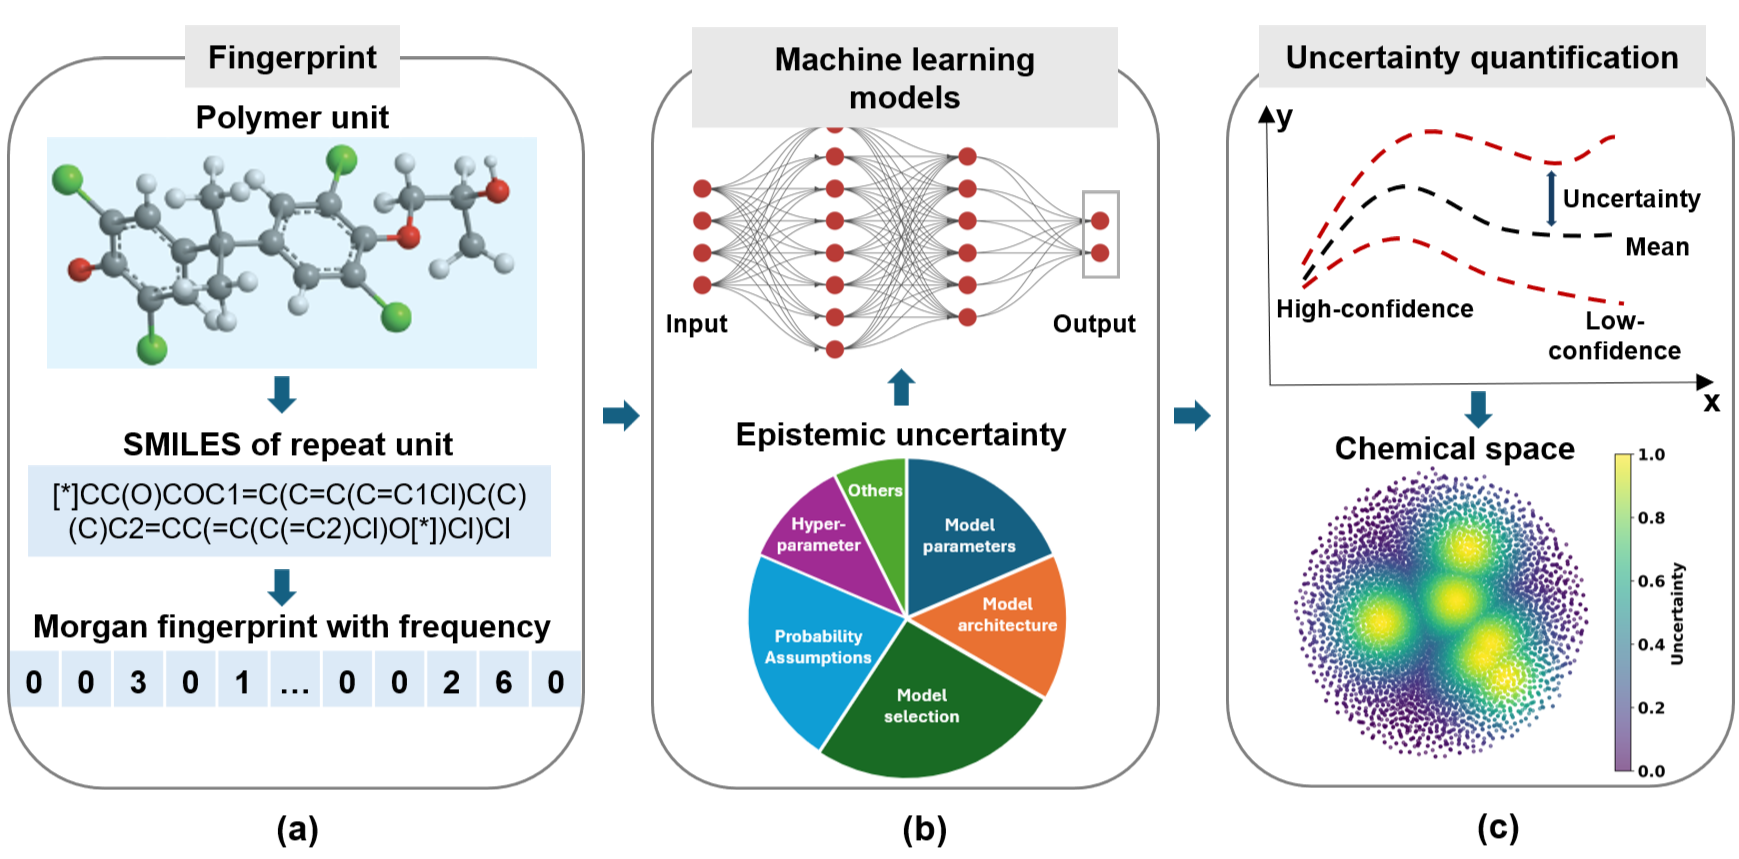 Fingerprint
Polymer unit
SMILES of repeat unit
[*]CC(O)COC1=C(C=C(C=C1Cl)C(C)
(C)C2=CC(=C(C(=C2)Cl)O[*])Cl)Cl
Morgan fingerprint with frequency
0 0 3 0 1 ... 0 0 2 6 0
(a)
Machine learning
models
Input
Output
Epistemic uncertainty
Others
Model
parameters
Hyper-
parameter
Model
architecture
Probability
Assumptions
Model
selection
(b)
Uncertainty quantification
y
Uncertainty
Mean
High-confidence
Low-
confidence
x
Chemical space
1.0
0.8
0.6
0.4
0.2
0.0
Uncertainty
(c)